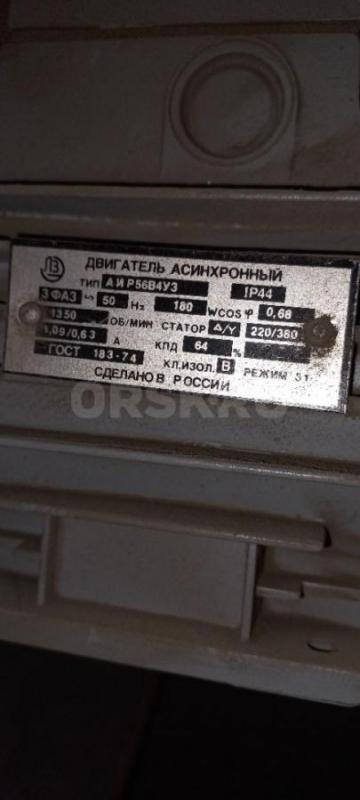 ДВИГАТЕЛЬ АСИНХРОННЫЙ
ТИП АИР56В4У3 IP44
3 ФАЗ ~ 50 Hz 180 W COS φ 0,68
1350 ОБ/МИН СТАТОР Δ/Y 220/380
1,09/0,63 А КПД 64 %
ГОСТ 183-74 КЛ.ИЗОЛ. В РЕЖИМ S1
СДЕЛАНО В РОССИИ
ORSK.RU